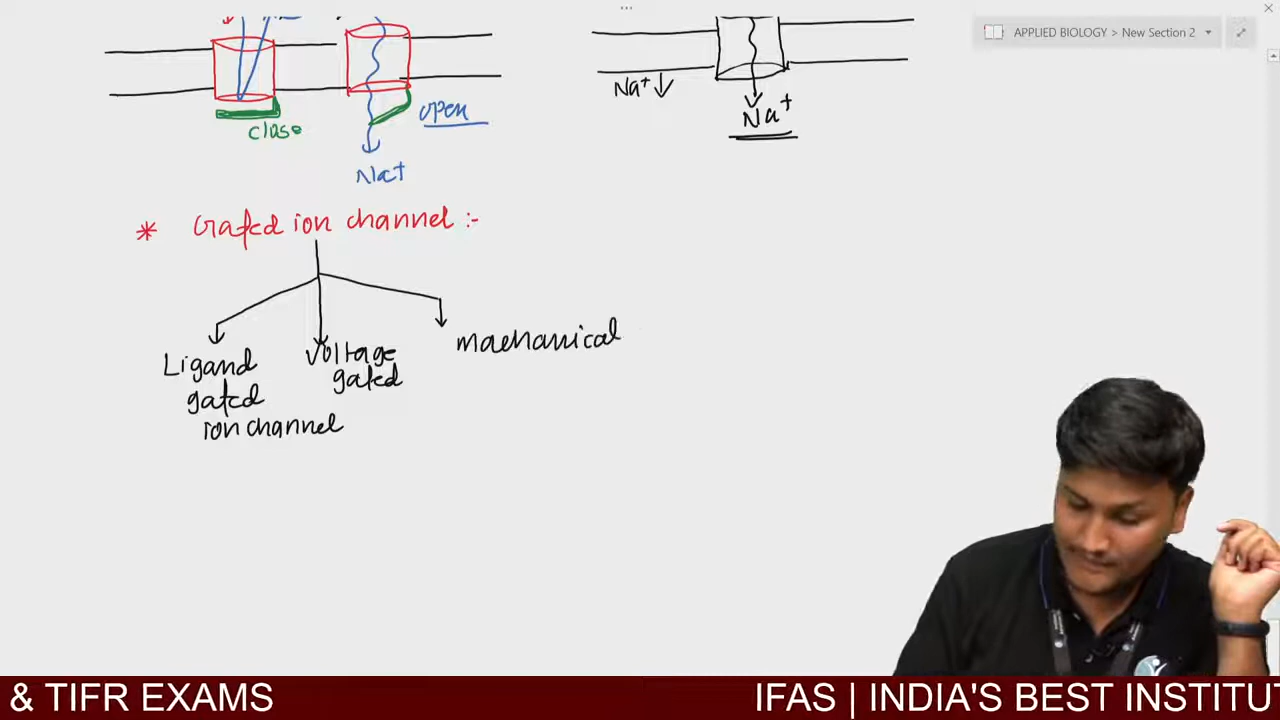 APPLIED BIOLOGY > New Section 2
Na+ ↓
Na+
close
open
Na+
* Gated ion channel :-
Ligand
gated
ion channel
Voltage
gated
mechanical
& TIFR EXAMS
IFAS | INDIA'S BEST INSTITU